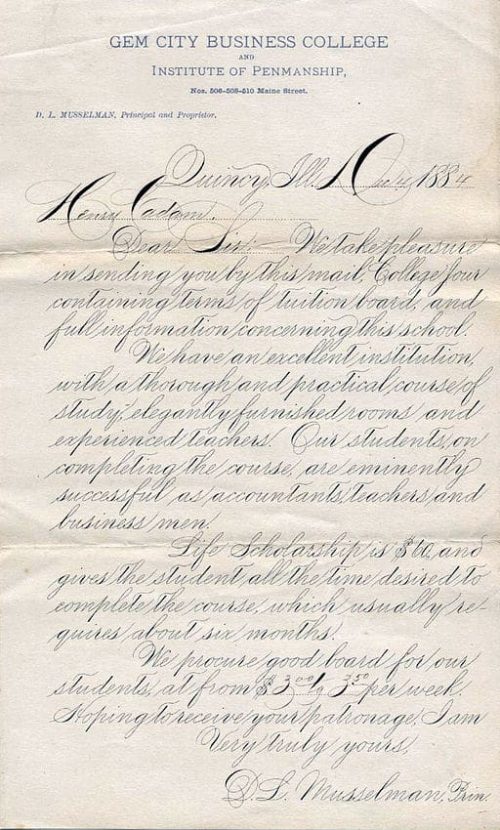 GEM CITY BUSINESS COLLEGE
AND
INSTITUTE OF PENMANSHIP,
Nos. 506-508-510 Maine Street.
D. L. MUSSELMAN, Principal and Proprietor.
Quincy, Ill. Dec 4, 1884
Henry Cadam.
Dear Sir:- We take pleasure
in sending you by this mail, College Jour
containing terms of tuition board, and
full information concerning this school.
We have an excellent institution,
with a thorough and practical course of
study, elegantly furnished rooms and
experienced teachers. Our students, on
completing the course, are eminently
successful as accountants, teachers and
business men.
Life Scholarship is $60, and
gives the student all the time desired to
complete the course, which usually re-
quires about six months.
We procure good board for our
students, at from $3.00 to 3.50 per week.
Hoping to receive your patronage, I am
Very truly yours,
D. L. Musselman, Prin.